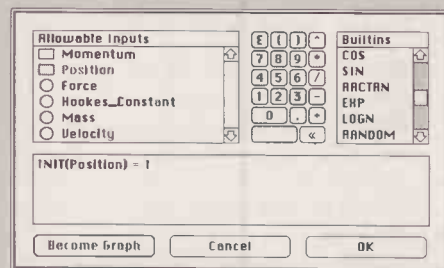 Allowable Inputs
Momentum
Position
Force
Hookes_Constant
Mass
Velocity
E ( ) ^
7 8 9 *
4 5 6 /
1 2 3 -
0 . +
«
Builtins
COS
SIN
ARCTAN
EXP
LOGN
RANDOM
INIT(Position) = 1
Become Graph
Cancel
OK